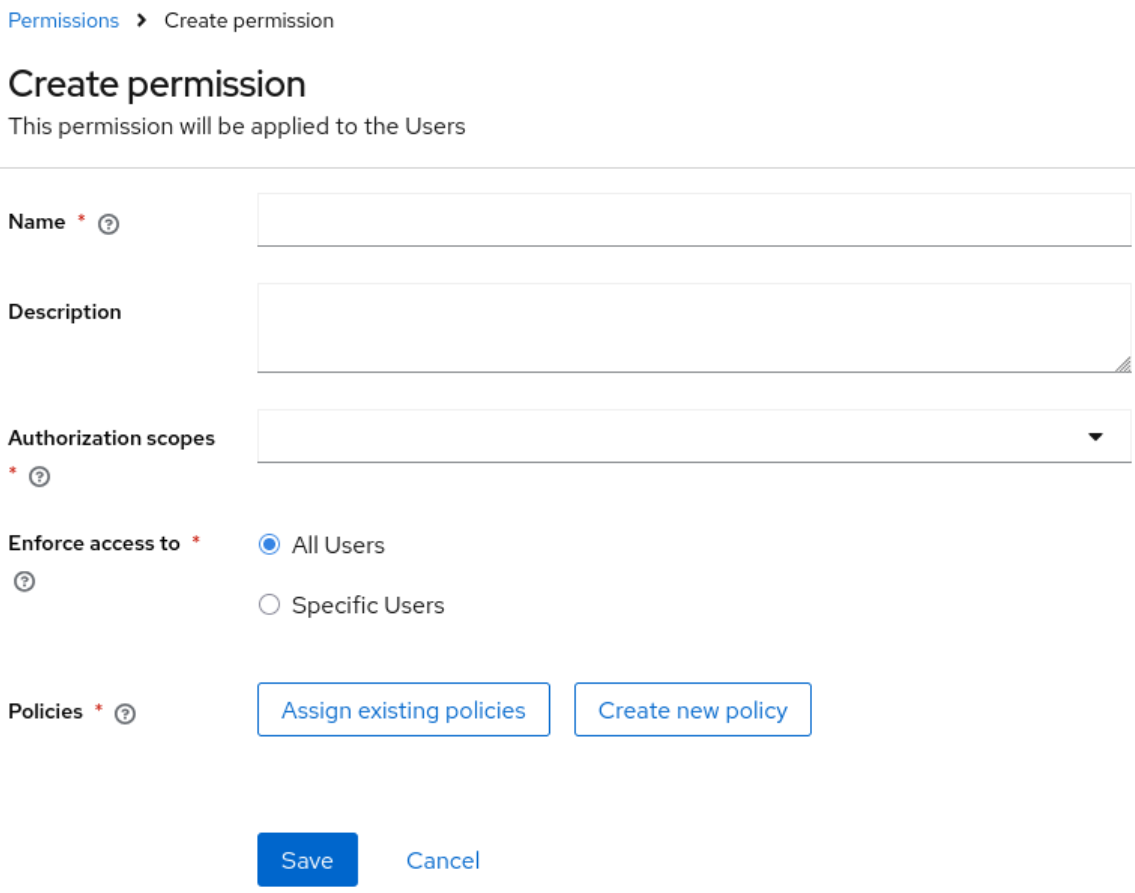 Permissions > Create permission
Create permission
This permission will be applied to the Users
Name *
Description
Authorization scopes
*
Enforce access to *
All Users
Specific Users
Policies *
Assign existing policies
Create new policy
Save
Cancel